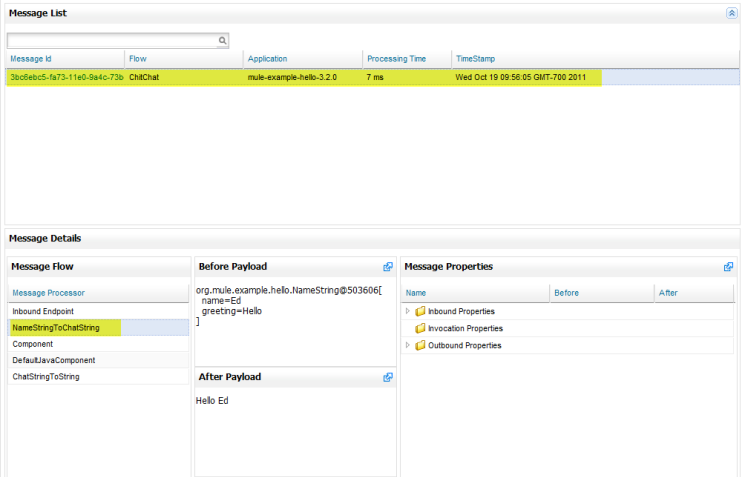 Message List
Message Id Flow Application Processing Time TimeStamp
3bc6ebc5-fa73-11e0-9a4c-73b ChitChat mule-example-hello-3.2.0 7 ms Wed Oct 19 09:56:05 GMT-700 2011
Message Details
Message Flow
Message Processor
Inbound Endpoint
NameStringToChatString
Component
DefaultJavaComponent
ChatStringToString
Before Payload
org.mule.example.hello.NameString@503606[
name=Ed
greeting=Hello
]
After Payload
Hello Ed
Message Properties
Name Before After
Inbound Properties
Invocation Properties
Outbound Properties